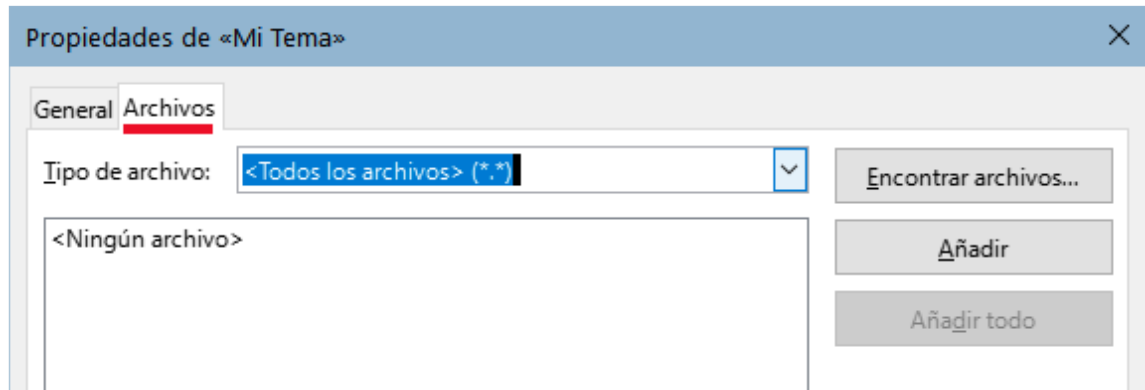 Propiedades de «Mi Tema»
General Archivos
Tipo de archivo: <Todos los archivos> (*.*) Encontrar archivos...
<Ningún archivo>
Añadir
Añadir todo